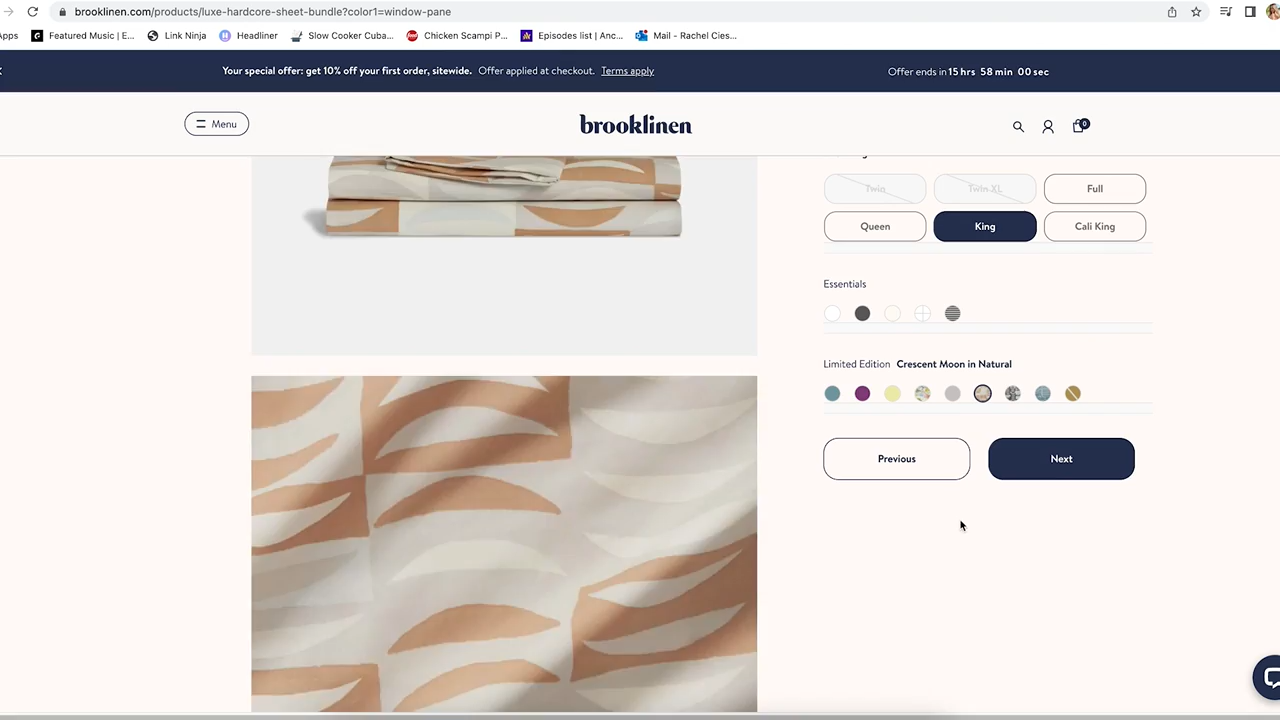 brooklinen.com/products/luxe-hardcore-sheet-bundle?color1=window-pane
Apps Featured Music | E... Link Ninja Headliner Slow Cooker Cuba... Chicken Scampi P... Episodes list | Anc... Mail - Rachel Cies...
Your special offer: get 10% off your first order, sitewide. Offer applied at checkout. Terms apply Offer ends in 15 hrs 58 min 00 sec
Menu brooklinen 0
Twin Twin XL Full
Queen King Cali King
Essentials
Limited Edition Crescent Moon in Natural
Previous Next